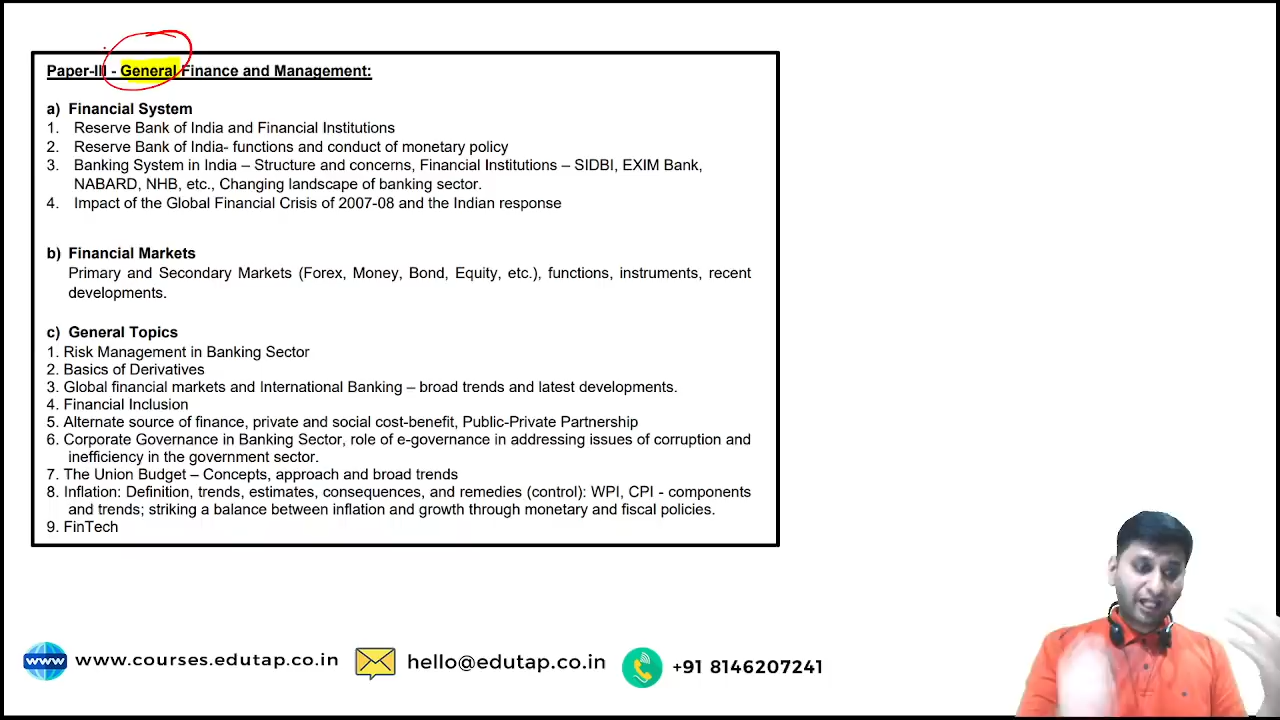 Paper-III - General Finance and Management:
a) Financial System
1. Reserve Bank of India and Financial Institutions
2. Reserve Bank of India- functions and conduct of monetary policy
3. Banking System in India – Structure and concerns, Financial Institutions – SIDBI, EXIM Bank,
NABARD, NHB, etc., Changing landscape of banking sector.
4. Impact of the Global Financial Crisis of 2007-08 and the Indian response
b) Financial Markets
Primary and Secondary Markets (Forex, Money, Bond, Equity, etc.), functions, instruments, recent
developments.
c) General Topics
1. Risk Management in Banking Sector
2. Basics of Derivatives
3. Global financial markets and International Banking – broad trends and latest developments.
4. Financial Inclusion
5. Alternate source of finance, private and social cost-benefit, Public-Private Partnership
6. Corporate Governance in Banking Sector, role of e-governance in addressing issues of corruption and
inefficiency in the government sector.
7. The Union Budget – Concepts, approach and broad trends
8. Inflation: Definition, trends, estimates, consequences, and remedies (control): WPI, CPI - components
and trends; striking a balance between inflation and growth through monetary and fiscal policies.
9. FinTech
www www.courses.edutap.co.in hello@edutap.co.in +91 8146207241